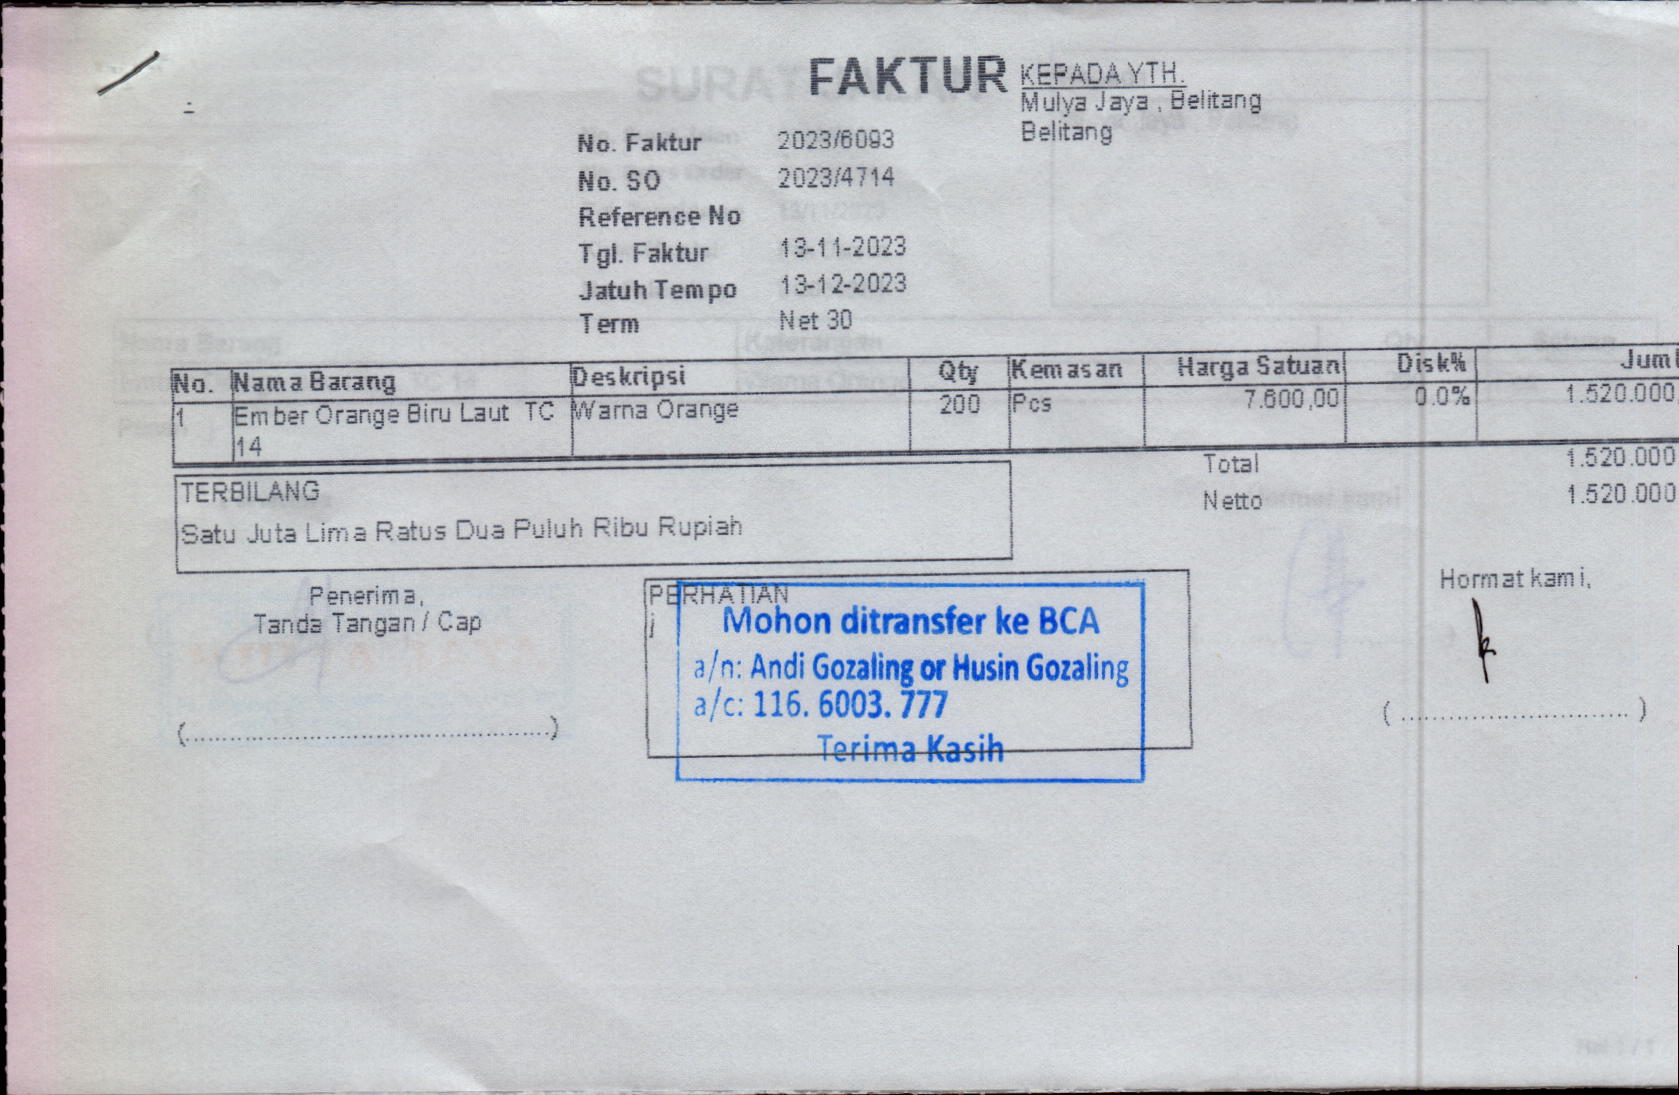 FAKTUR
KEPADA YTH.
Mulya Jaya , Belitang
Belitang
No. Faktur 2023/6093
No. SO 2023/4714
Reference No
Tgl. Faktur 13-11-2023
Jatuh Tempo 13-12-2023
Term Net 30
No. Nama Barang Deskripsi Qty Kemasan Harga Satuan Disk% Juml
1 Ember Orange Biru Laut TC Warna Orange 200 Pcs 7.600,00 0.0% 1.520.000,
14
Total 1.520.000
Netto 1.520.000
TERBILANG
Satu Juta Lima Ratus Dua Puluh Ribu Rupiah
Penerima,
Tanda Tangan / Cap
(..............................................)
PERHATIAN
j
Mohon ditransfer ke BCA
a/n: Andi Gozaling or Husin Gozaling
a/c: 116. 6003. 777
Terima Kasih
Hormat kami,
( ............................. )